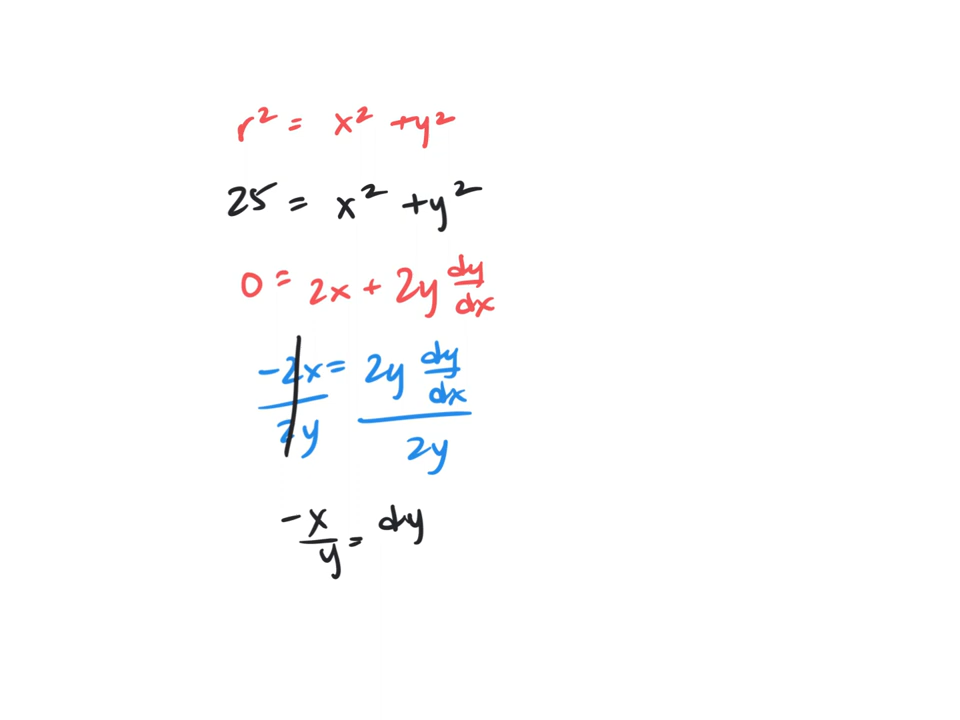 r² = x² + y²
25 = x² + y²
0 = 2x + 2y dy/dx
-2x/2y = 2y dy/dx / 2y
-x/y = dy